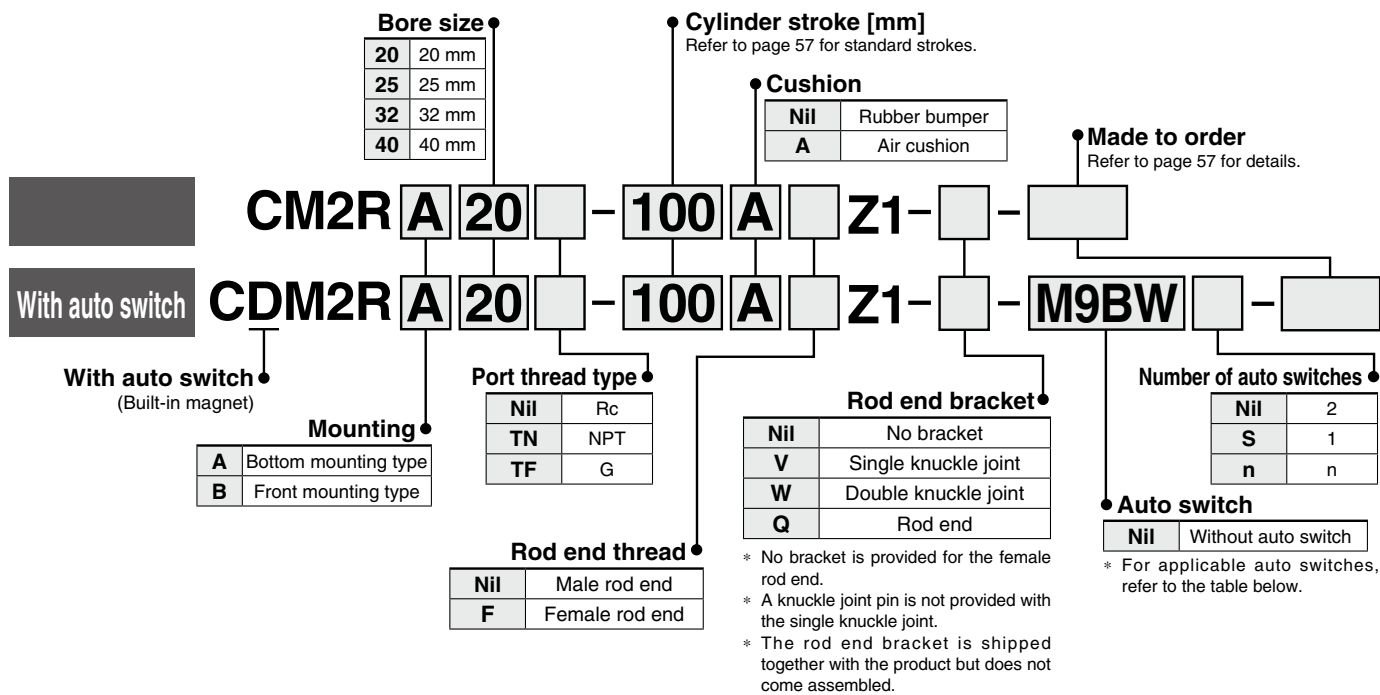 Bore size
20 20 mm
25 25 mm
32 32 mm
40 40 mm
Cylinder stroke [mm]
Refer to page 57 for standard strokes.
Cushion
Nil Rubber bumper
A Air cushion
Made to order
Refer to page 57 for details.
CM2R A 20 – 100 A Z1– –
With auto switch CDM2R A 20 – 100 A Z1– – M9BW –
With auto switch
(Built-in magnet)
Mounting
A Bottom mounting type
B Front mounting type
Port thread type
Nil Rc
TN NPT
TF G
Rod end thread
Nil Male rod end
F Female rod end
Rod end bracket
Nil No bracket
V Single knuckle joint
W Double knuckle joint
Q Rod end
* No bracket is provided for the female
rod end.
* A knuckle joint pin is not provided with
the single knuckle joint.
* The rod end bracket is shipped
together with the product but does not
come assembled.
Number of auto switches
Nil 2
S 1
n n
Auto switch
Nil Without auto switch
* For applicable auto switches,
refer to the table below.